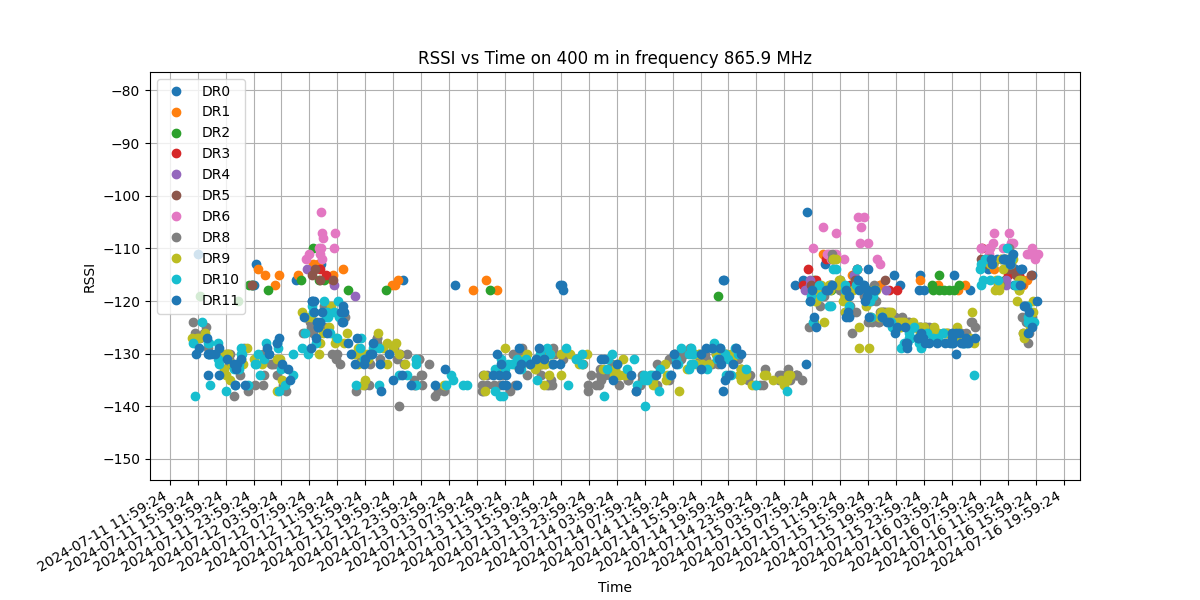 RSSI vs Time on 400 m in frequency 865.9 MHz
DR0
DR1
DR2
DR3
DR4
DR5
DR6
DR8
DR9
DR10
DR11
−80
−90
−100
−110
−120
−130
−140
−150
RSSI
2024-07-11 11:59:24
2024-07-11 15:59:24
2024-07-11 19:59:24
2024-07-11 23:59:24
2024-07-12 03:59:24
2024-07-12 07:59:24
2024-07-12 11:59:24
2024-07-12 15:59:24
2024-07-12 19:59:24
2024-07-12 23:59:24
2024-07-13 03:59:24
2024-07-13 07:59:24
2024-07-13 11:59:24
2024-07-13 15:59:24
2024-07-13 19:59:24
2024-07-13 23:59:24
2024-07-14 03:59:24
2024-07-14 07:59:24
2024-07-14 11:59:24
2024-07-14 15:59:24
2024-07-14 19:59:24
2024-07-14 23:59:24
2024-07-15 03:59:24
2024-07-15 07:59:24
2024-07-15 11:59:24
2024-07-15 15:59:24
2024-07-15 19:59:24
2024-07-15 23:59:24
2024-07-16 03:59:24
2024-07-16 07:59:24
2024-07-16 11:59:24
2024-07-16 15:59:24
2024-07-16 19:59:24
Time